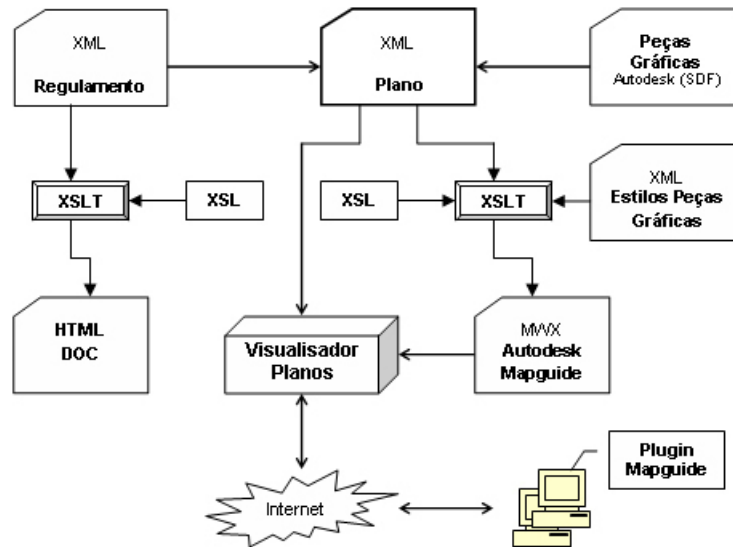 XML
Regulamento
XML
Plano
Peças
Gráficas
Autodesk (SDF)
XSLT
XSL
XSL
XSLT
XML
Estilos Peças
Gráficas
HTML
DOC
Visualisador
Planos
MWX
Autodesk
Mapguide
Internet
Plugin
Mapguide